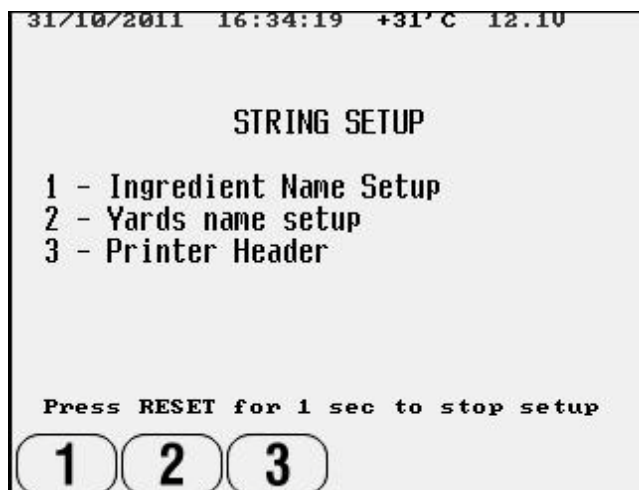 31/10/2011 16:34:19 +31'C 12.1V
STRING SETUP
1 - Ingredient Name Setup
2 - Yards name setup
3 - Printer Header
Press RESET for 1 sec to stop setup
1 2 3